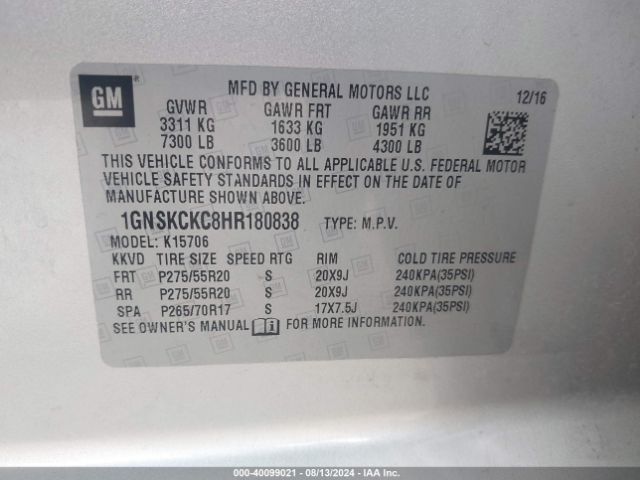 GM ®
MFD BY GENERAL MOTORS LLC 12/16
GVWR GAWR FRT GAWR RR
3311 KG 1633 KG 1951 KG
7300 LB 3600 LB 4300 LB
THIS VEHICLE CONFORMS TO ALL APPLICABLE U.S. FEDERAL MOTOR
VEHICLE SAFETY STANDARDS IN EFFECT ON THE DATE OF
MANUFACTURE SHOWN ABOVE.
1GNSKCKC8HR180838 TYPE: M.P.V.
MODEL: K15706
KKVD TIRE SIZE SPEED RTG RIM COLD TIRE PRESSURE
FRT P275/55R20 S 20X9J 240KPA(35PSI)
RR P275/55R20 S 20X9J 240KPA(35PSI)
SPA P265/70R17 S 17X7.5J 240KPA(35PSI)
SEE OWNER'S MANUAL FOR MORE INFORMATION.
000-40099021 - 08/13/2024 - IAA Inc.